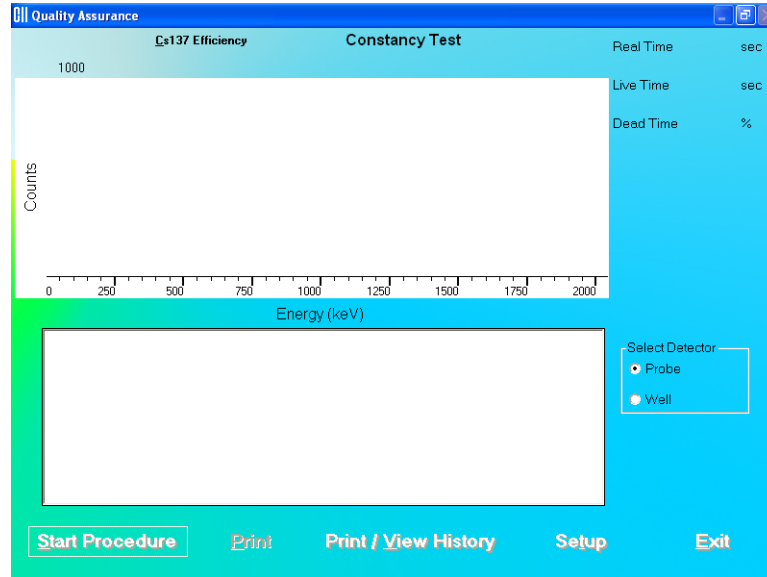 CII Quality Assurance
Cs137 Efficiency
Constancy Test
Real Time sec
1000
Live Time sec
Dead Time %
Counts
0 250 500 750 1000 1250 1500 1750 2000
Energy (keV)
Select Detector
Probe
Well
Start Procedure Print Print / View History Setup Exit